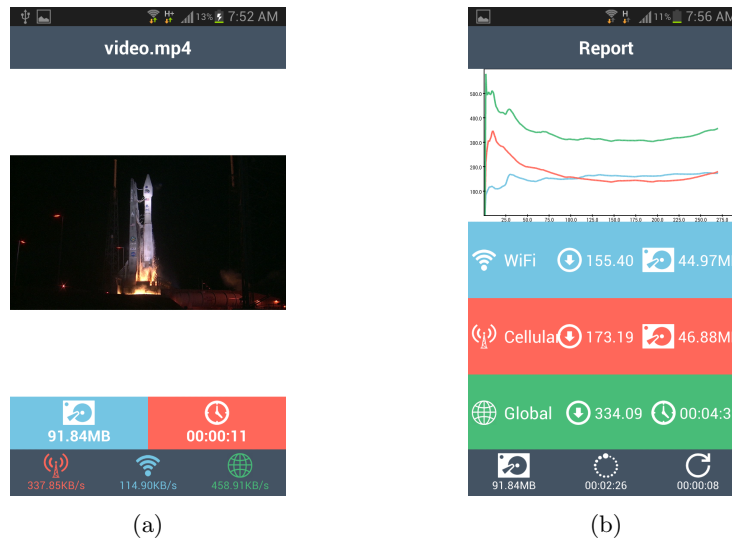 H+ 13% 7:52 AM
video.mp4
91.84MB
00:00:11
337.85KB/s 114.90KB/s 458.91KB/s
(a)
H 11% 7:56 AM
Report
500.0
400.0
300.0
200.0
100.0
25.0 50.0 75.0 100.0 125.0 150.0 175.0 200.0 225.0 250.0 275.0
WiFi 155.40 44.97M
Cellular 173.19 46.88M
Global 334.09 00:04:3
91.84MB 00:02:26 00:00:08
(b)